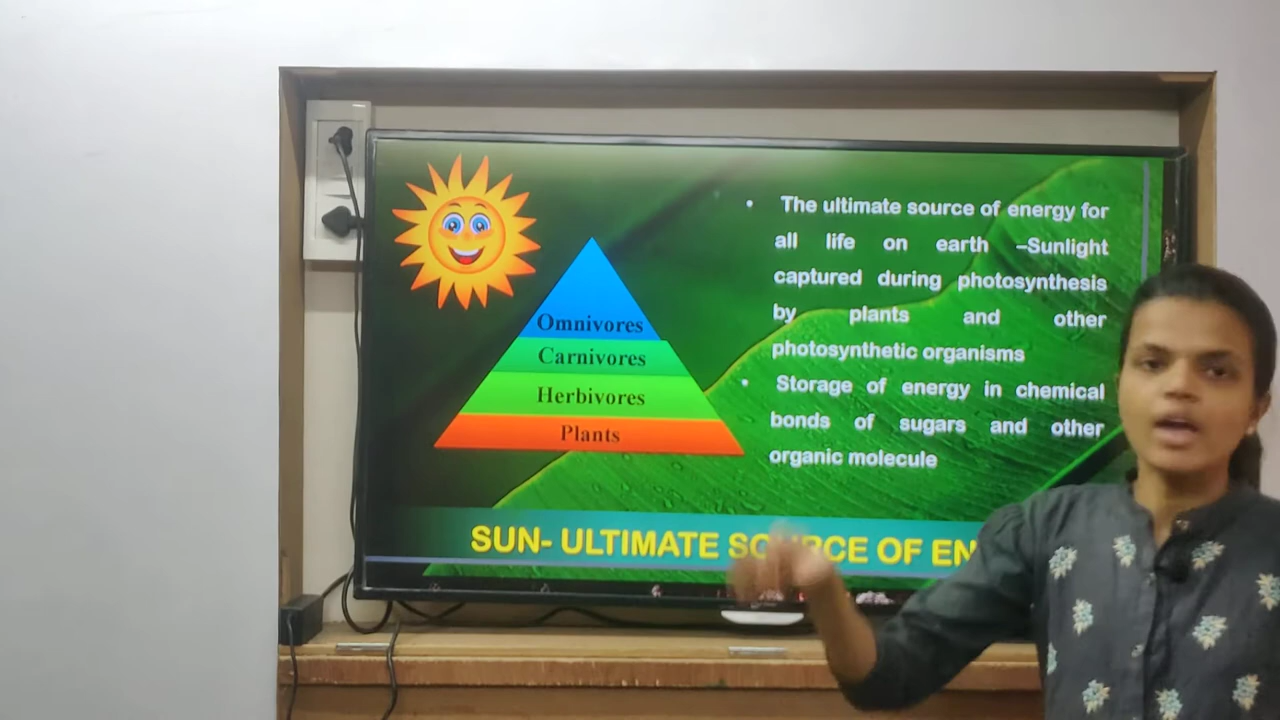 Omnivores
Carnivores
Herbivores
Plants
• The ultimate source of energy for
all life on earth –Sunlight
captured during photosynthesis
by plants and other
photosynthetic organisms
• Storage of energy in chemical
bonds of sugars and other
organic molecule
SUN- ULTIMATE SOURCE OF